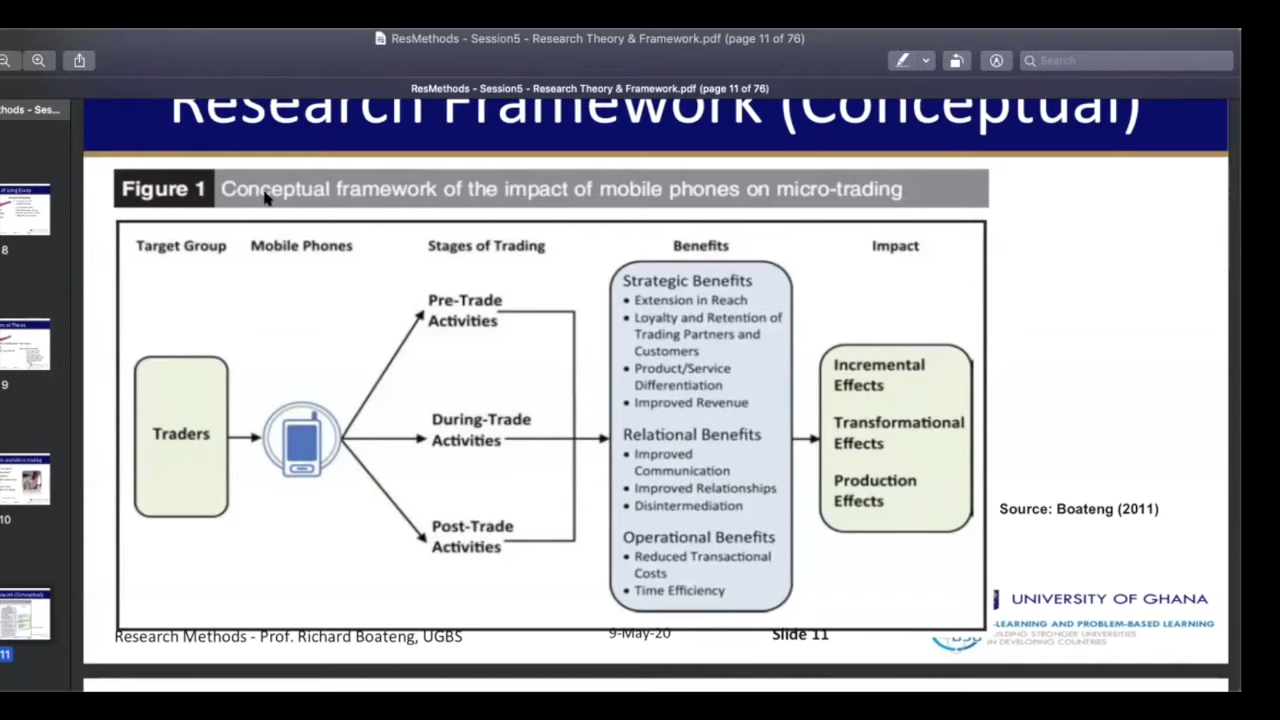 ResMethods - Session5 - Research Theory & Framework.pdf (page 11 of 76)
Search
ResMethods - Session5 - Research Theory & Framework.pdf (page 11 of 76)
Research Framework (Conceptual)
Figure 1 Conceptual framework of the impact of mobile phones on micro-trading
Target Group Mobile Phones Stages of Trading Benefits Impact
Traders
Pre-Trade
Activities
During-Trade
Activities
Post-Trade
Activities
Strategic Benefits
• Extension in Reach
• Loyalty and Retention of
Trading Partners and
Customers
• Product/Service
Differentiation
• Improved Revenue
Relational Benefits
• Improved
Communication
• Improved Relationships
• Disintermediation
Operational Benefits
• Reduced Transactional
Costs
• Time Efficiency
Incremental
Effects
Transformational
Effects
Production
Effects
Source: Boateng (2011)
UNIVERSITY OF GHANA
-LEARNING AND PROBLEM-BASED LEARNING
UILDING STRONGER UNIVERSITIES
IN DEVELOPING COUNTRIES
Research Methods - Prof. Richard Boateng, UGBS 9-May-20 Slide 11
8
9
10
11